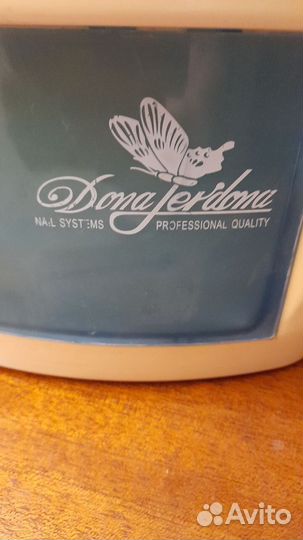 Dona Jerdona
NAIL SYSTEMS PROFESSIONAL QUALITY
Avito